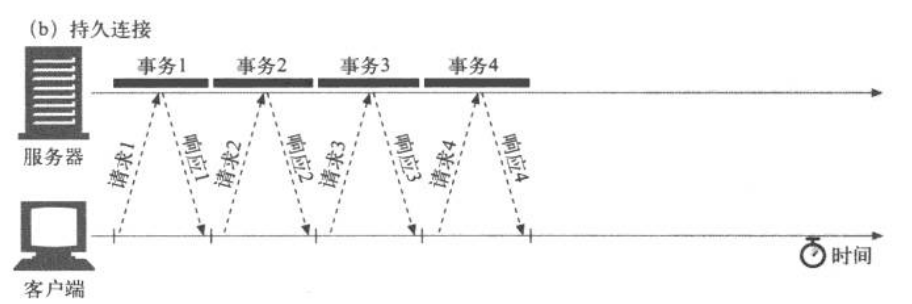 (b) 持久连接
事务1 事务2 事务3 事务4
服务器
请求1 响应1 请求2 响应2 请求3 响应3 请求4 响应4
时间
客户端